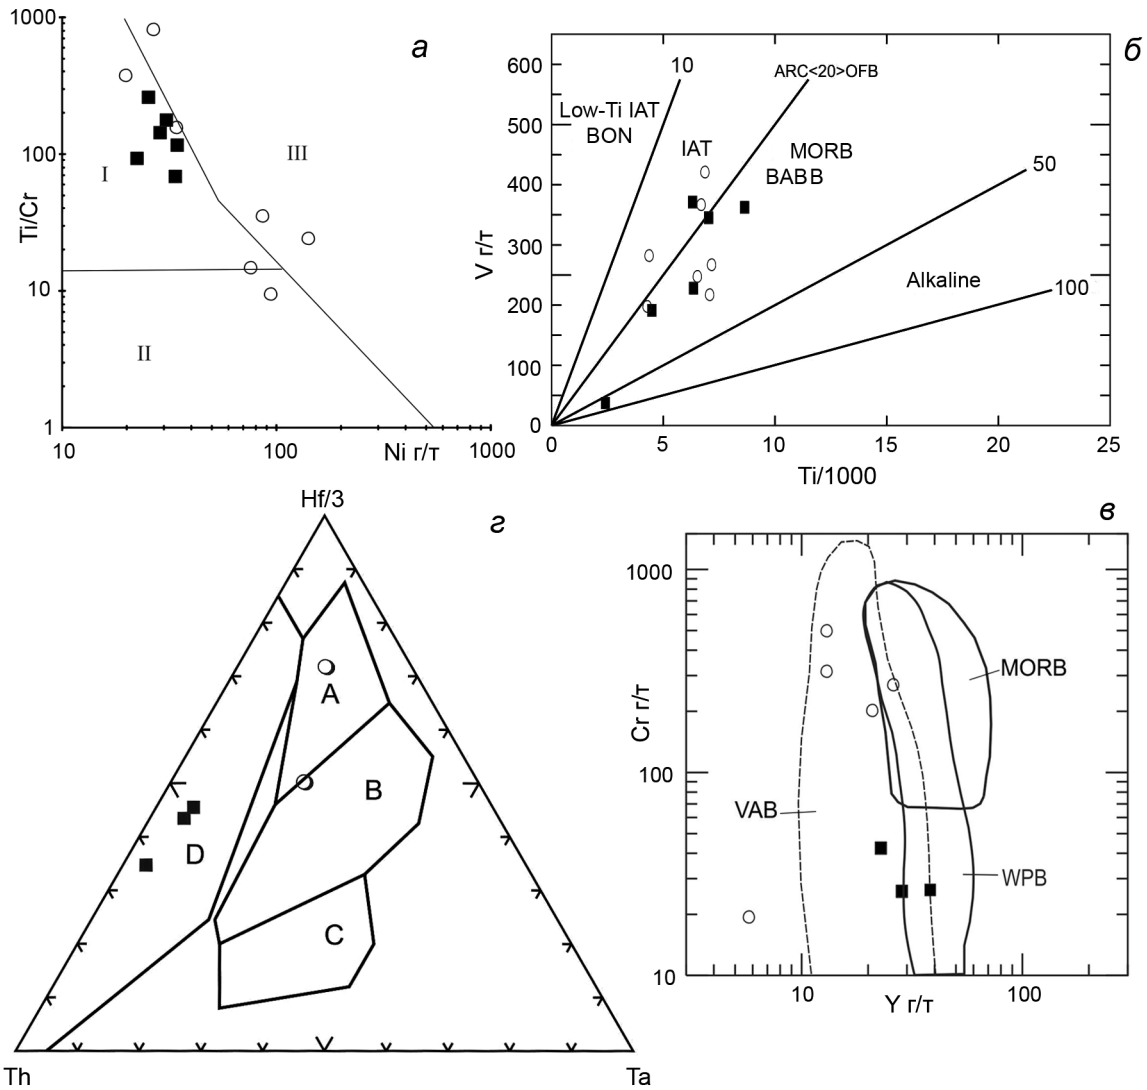 а
1000
100
10
1
Ti/Cr
I
II
III
10
100
1000
Ni г/т
б
600
500
400
300
200
100
0
V г/т
10
ARC<20>OFB
Low-Ti IAT
BON
IAT
MORB
BABB
50
Alkaline
100
0
5
10
15
20
25
Ti/1000
г
Hf/3
A
B
D
C
Th
Ta
в
1000
100
10
Cr г/т
MORB
VAB
WPB
10
100
Y г/т